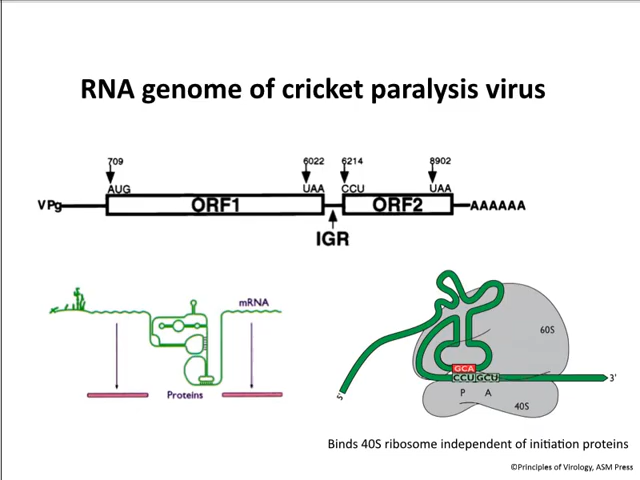 RNA genome of cricket paralysis virus
709 6022 6214 8902
AUG UAA CCU UAA
VPg ORF1 ORF2 AAAAAA
IGR
mRNA
Proteins
60S
GCA
CCU GCU
3'
P A
5'
40S
Binds 40S ribosome independent of initiation proteins
©Principles of Virology, ASM Press